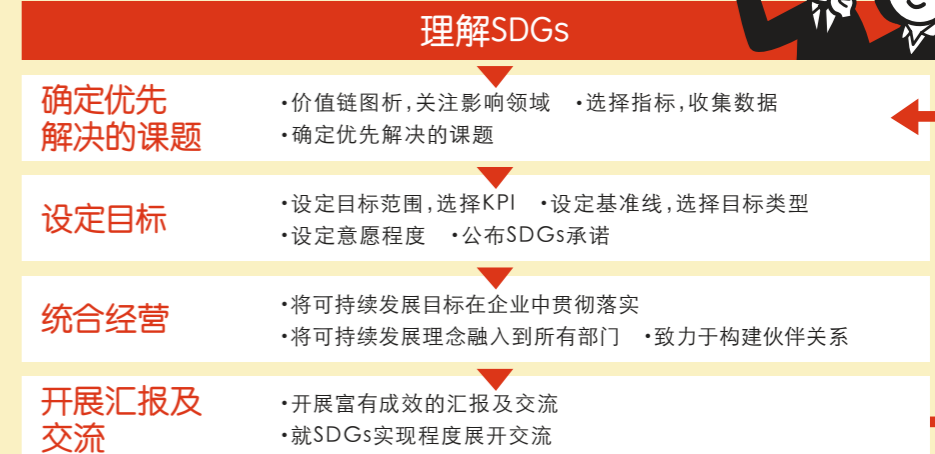 理解SDGs
确定优先
解决的课题
·价值链图析,关注影响领域 ·选择指标,收集数据
·确定优先解决的课题
设定目标
·设定目标范围,选择KPI ·设定基准线,选择目标类型
·设定意愿程度 ·公布SDGs承诺
统合经营
·将可持续发展目标在企业中贯彻落实
·将可持续发展理念融入到所有部门 ·致力于构建伙伴关系
开展汇报及
交流
·开展富有成效的汇报及交流
·就SDGs实现程度展开交流